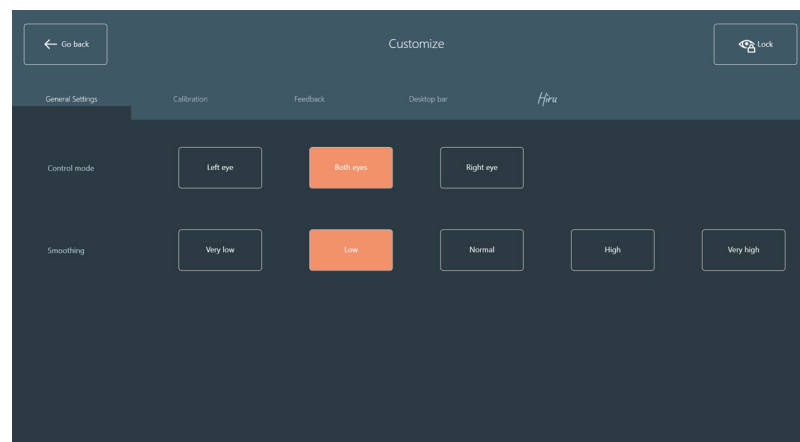 Go back
Customize
Lock
General Settings
Calibration
Feedback
Desktop bar
Hiru
Control mode
Left eye
Both eyes
Right eye
Smoothing
Very low
Low
Normal
High
Very high